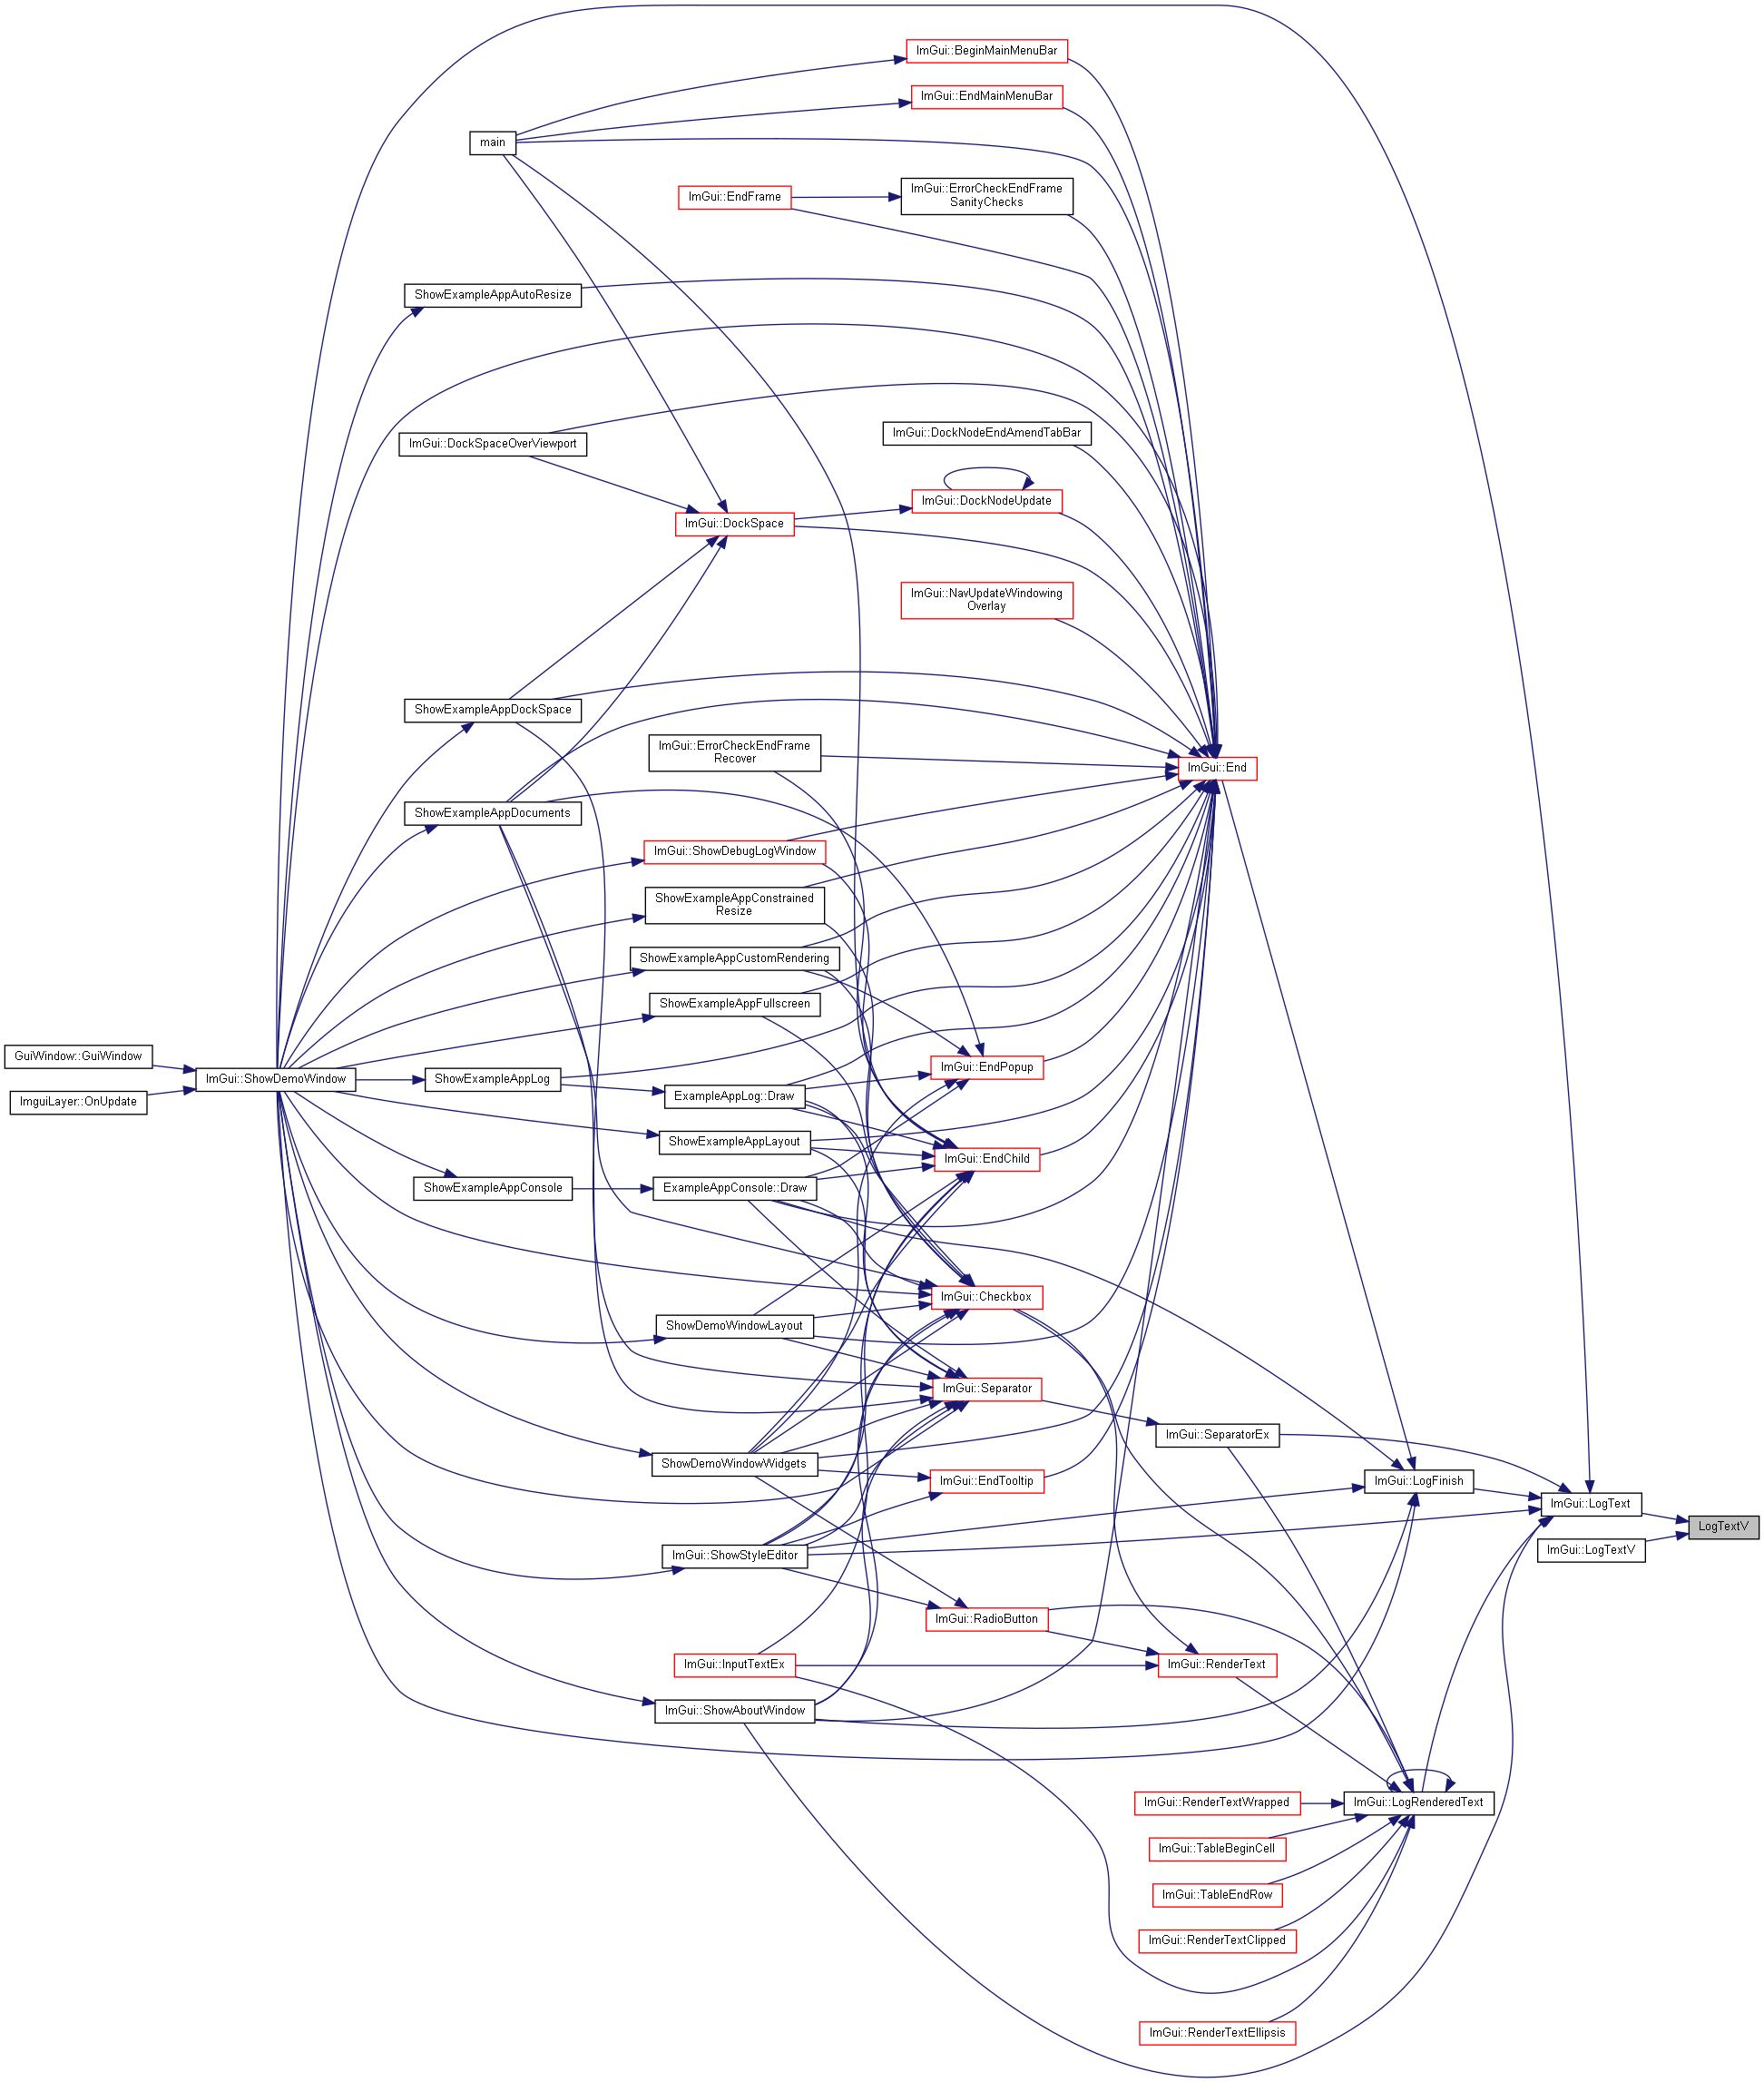 ImGui::BeginMainMenuBar
ImGui::EndMainMenuBar
main
ImGui::ErrorCheckEndFrame
SanityChecks
ImGui::EndFrame
ShowExampleAppAutoResize
ImGui::DockNodeEndAmendTabBar
ImGui::DockSpaceOverViewport
ImGui::DockNodeUpdate
ImGui::DockSpace
ImGui::NavUpdateWindowing
Overlay
ShowExampleAppDockSpace
ImGui::ErrorCheckEndFrame
Recover
ImGui::End
ShowExampleAppDocuments
ImGui::ShowDebugLogWindow
ShowExampleAppConstrained
Resize
ShowExampleAppCustomRendering
ShowExampleAppFullscreen
GuiWindow::GuiWindow
ImGui::EndPopup
ImGui::ShowDemoWindow
ShowExampleAppLog
ExampleAppLog::Draw
ImguiLayer::OnUpdate
ShowExampleAppLayout
ImGui::EndChild
ShowExampleAppConsole
ExampleAppConsole::Draw
ImGui::Checkbox
ShowDemoWindowLayout
ImGui::Separator
ImGui::SeparatorEx
ShowDemoWindowWidgets
ImGui::EndTooltip
ImGui::LogFinish
ImGui::LogText
LogTextV
ImGui::LogTextV
ImGui::ShowStyleEditor
ImGui::RadioButton
ImGui::InputTextEx
ImGui::RenderText
ImGui::ShowAboutWindow
ImGui::RenderTextWrapped
ImGui::LogRenderedText
ImGui::TableBeginCell
ImGui::TableEndRow
ImGui::RenderTextClipped
ImGui::RenderTextEllipsis